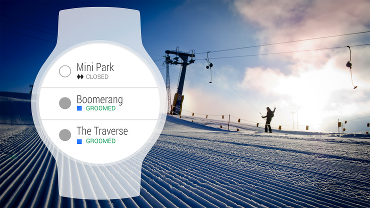 Mini Park
CLOSED
Boomerang
GROOMED
The Traverse
GROOMED